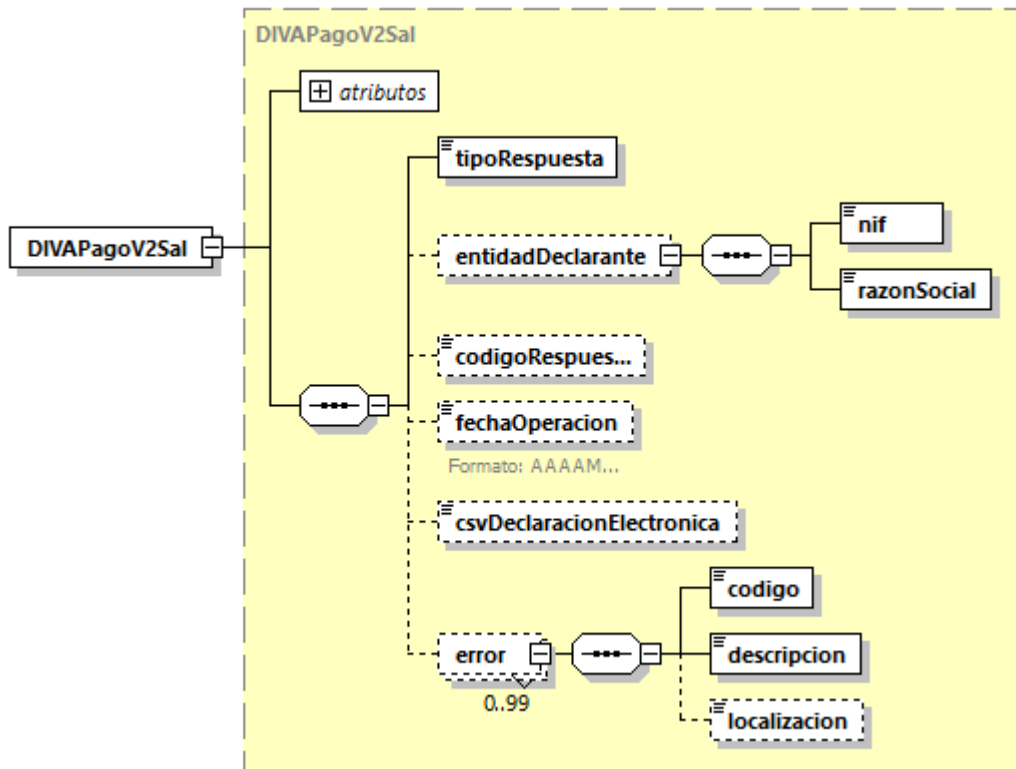 DIVAPagoV2Sal
atributos
tipoRespuesta
DIVAPagoV2Sal
entidadDeclarante
nif
razonSocial
codigoRespues...
fechaOperacion
Formato: AAAAM...
csvDeclaracionElectronica
error
0..99
codigo
descripcion
localizacion